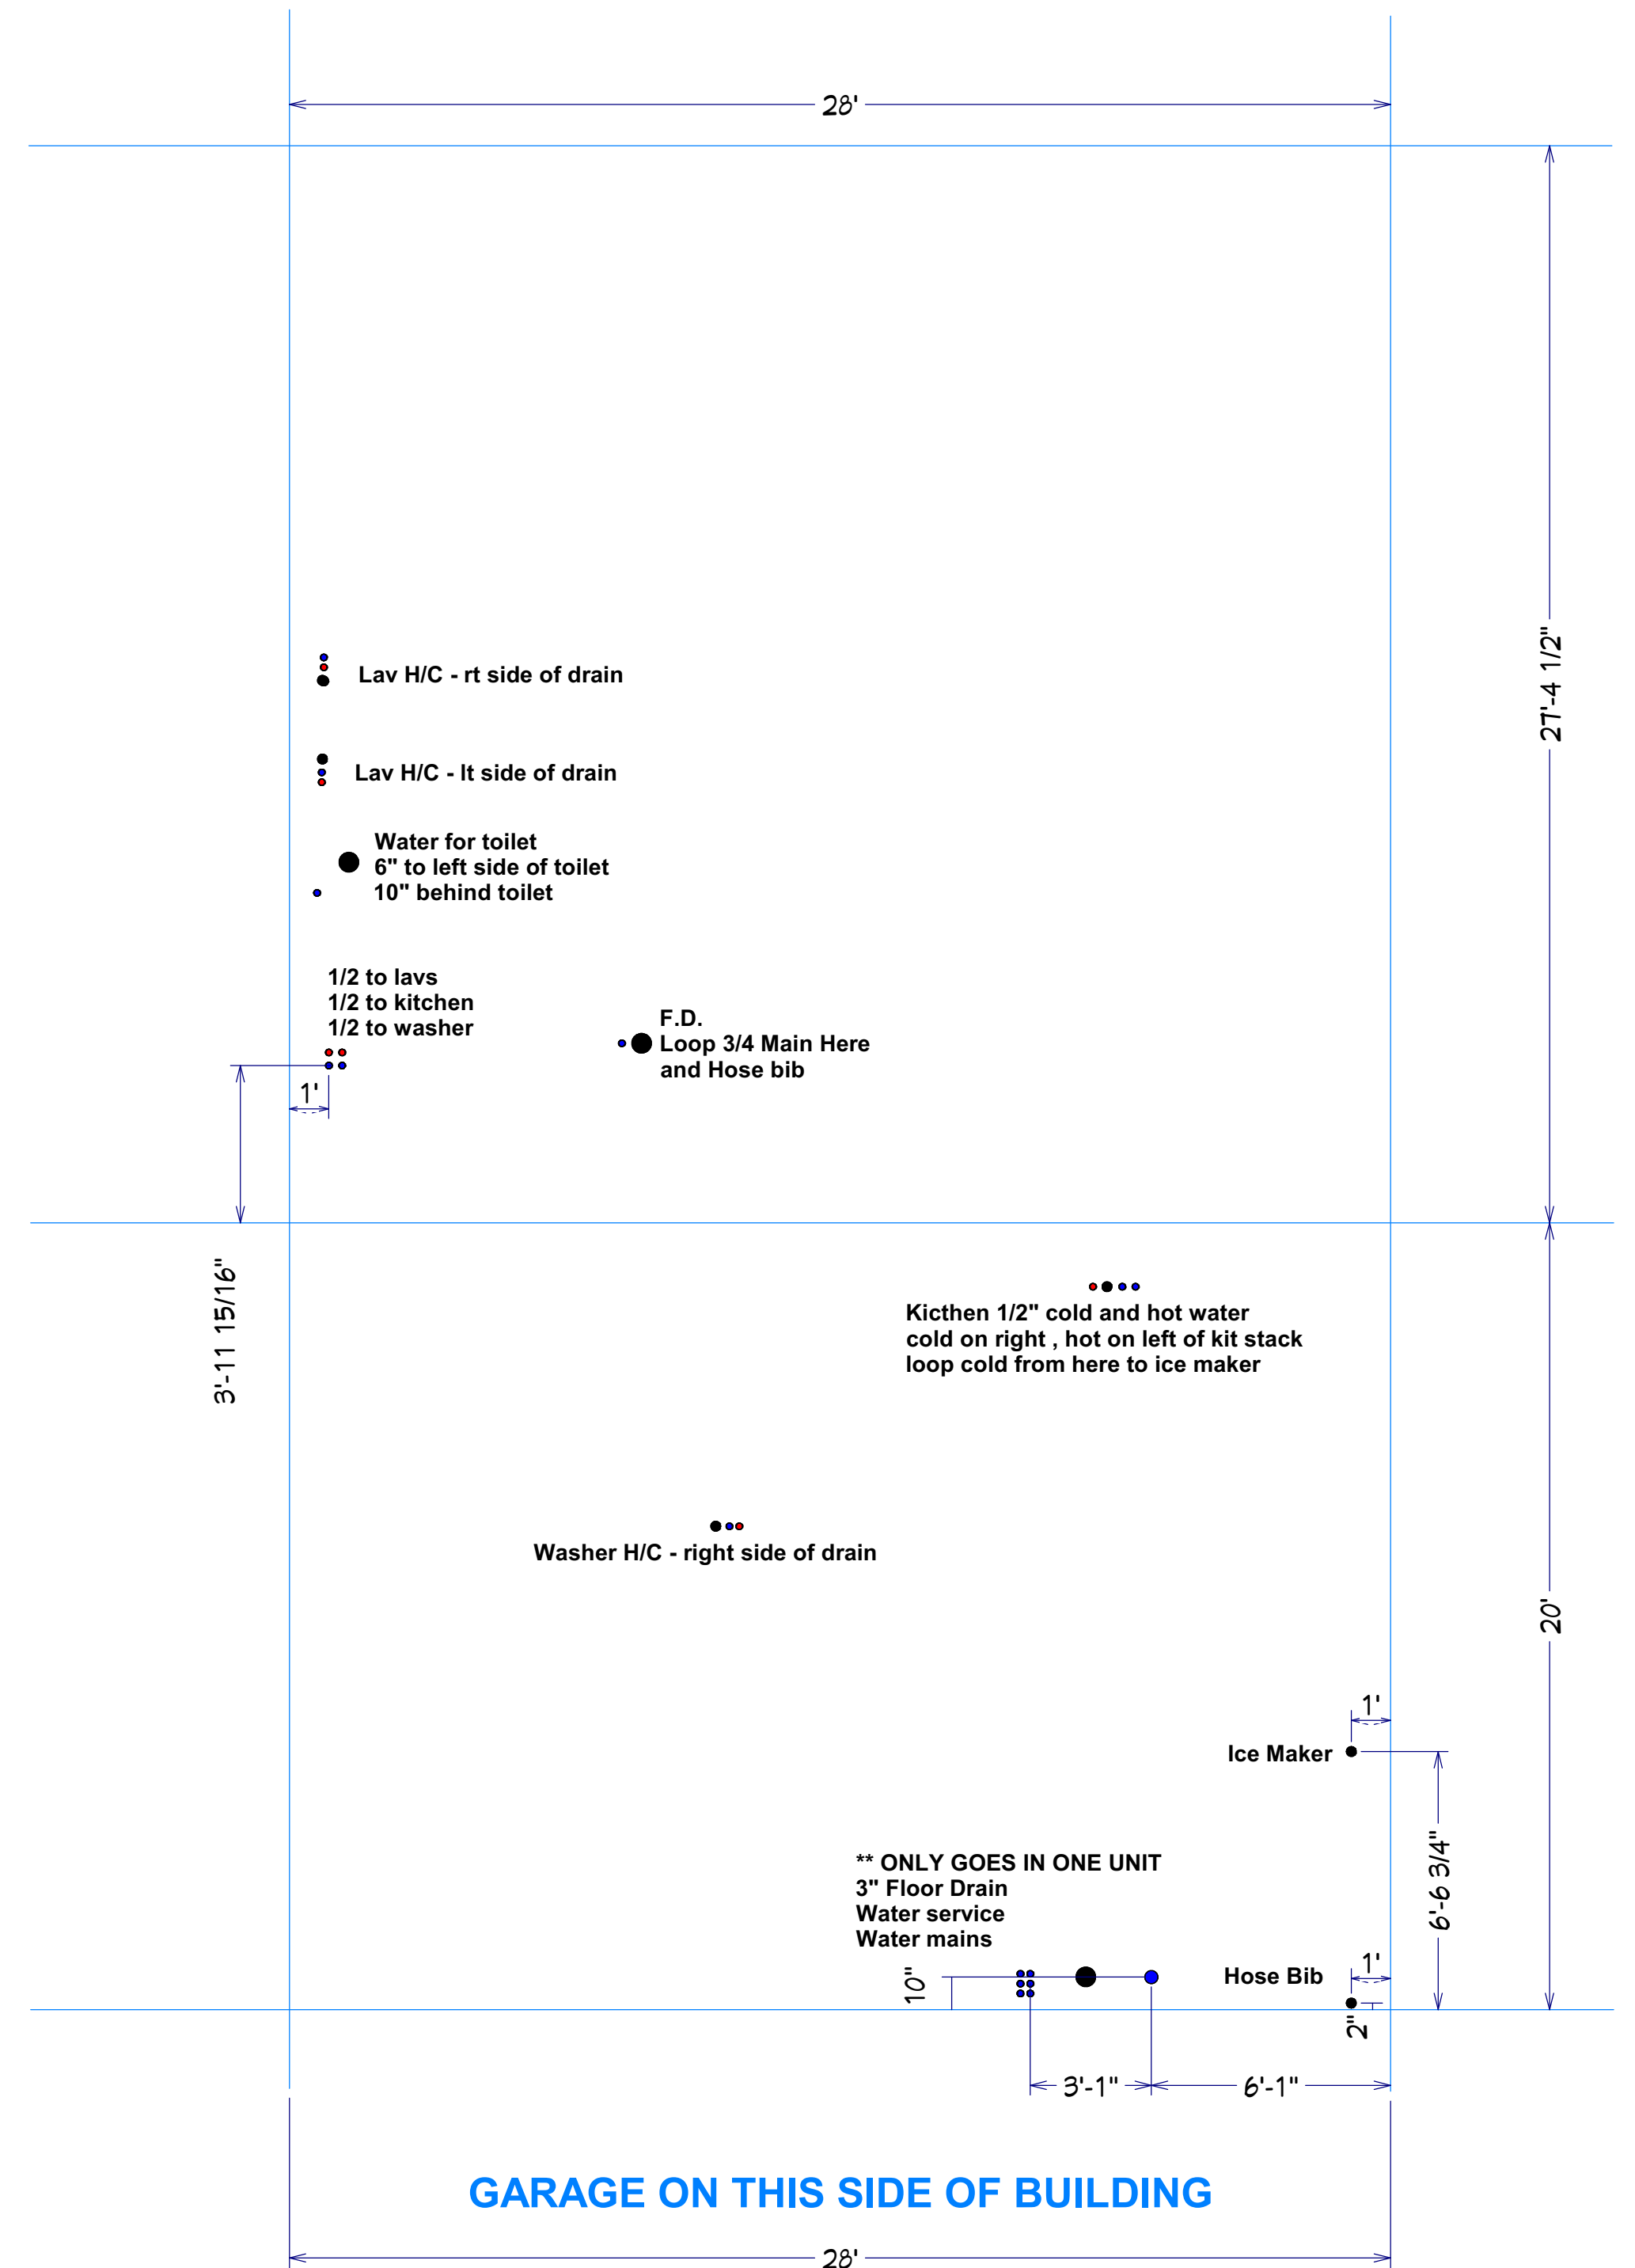 28'
27'-4 1/2"
Lav H/C - rt side of drain
Lav H/C - lt side of drain
Water for toilet
6" to left side of toilet
10" behind toilet
1/2 to lavs
1/2 to kitchen
1/2 to washer
F.D.
Loop 3/4 Main Here
and Hose bib
1'
3'-11 15/16"
Kicthen 1/2" cold and hot water
cold on right , hot on left of kit stack
loop cold from here to ice maker
Washer H/C - right side of drain
20'
1'
Ice Maker
6'-6 3/4"
** ONLY GOES IN ONE UNIT
3" Floor Drain
Water service
Water mains
10"
Hose Bib
1'
2"
3'-1"
6'-1"
GARAGE ON THIS SIDE OF BUILDING
28'